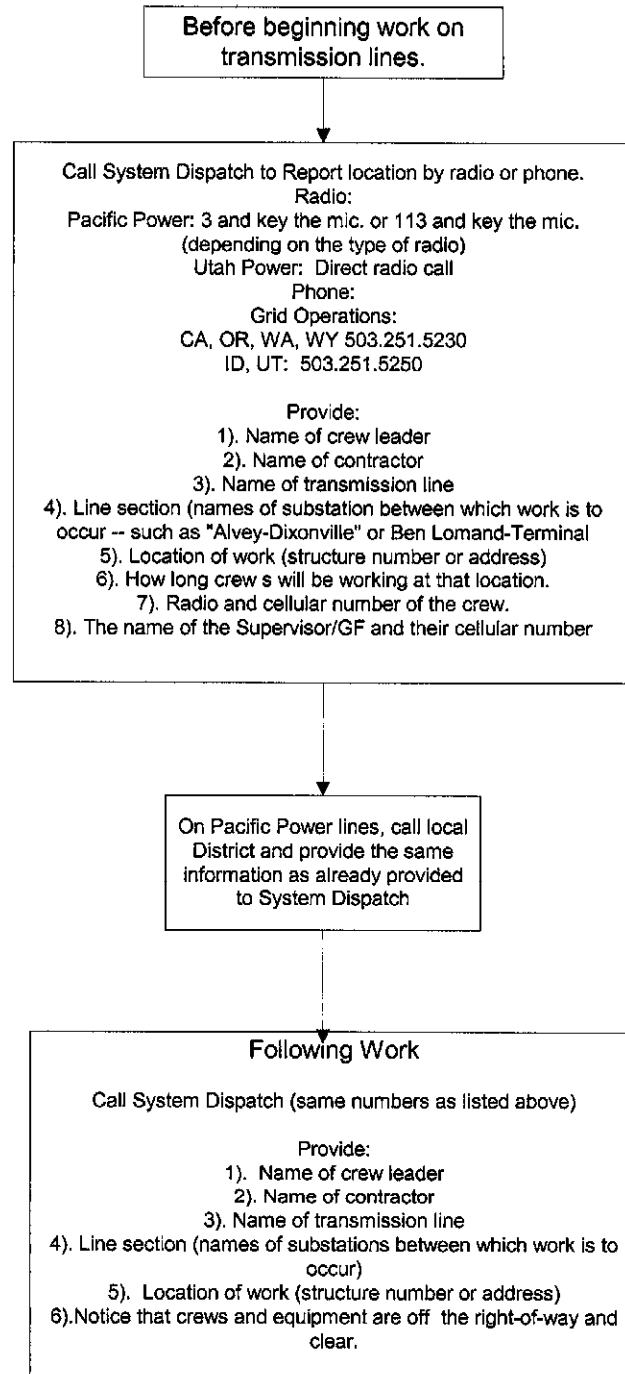 Before beginning work on
transmission lines.
Call System Dispatch to Report location by radio or phone.
Radio:
Pacific Power: 3 and key the mic. or 113 and key the mic.
(depending on the type of radio)
Utah Power: Direct radio call
Phone:
Grid Operations:
CA, OR, WA, WY 503.251.5230
ID, UT: 503.251.5250
Provide:
1). Name of crew leader
2). Name of contractor
3). Name of transmission line
4). Line section (names of substation between which work is to
occur -- such as "Alvey-Dixonville" or Ben Lomand-Terminal
5). Location of work (structure number or address)
6). How long crew s will be working at that location.
7). Radio and cellular number of the crew.
8). The name of the Supervisor/GF and their cellular number
On Pacific Power lines, call local
District and provide the same
information as already provided
to System Dispatch
Following Work
Call System Dispatch (same numbers as listed above)
Provide:
1). Name of crew leader
2). Name of contractor
3). Name of transmission line
4). Line section (names of substations between which work is to
occur)
5). Location of work (structure number or address)
6).Notice that crews and equipment are off the right-of-way and
clear.